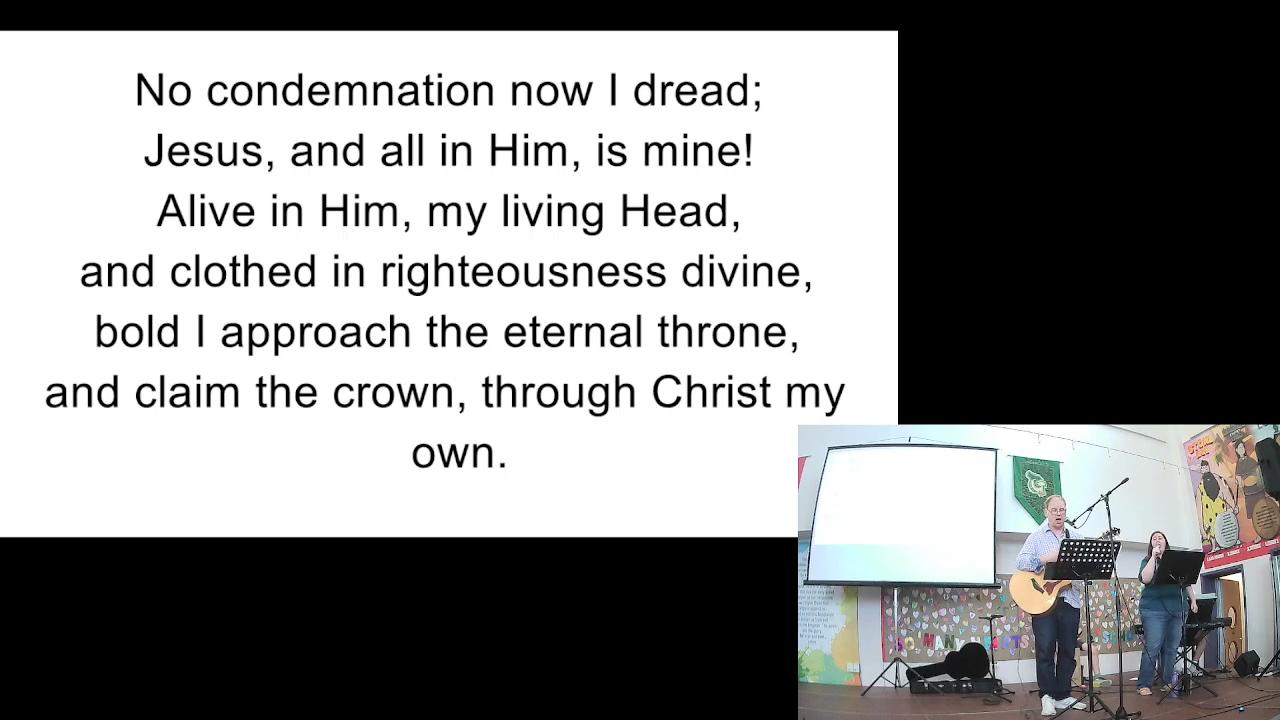 No condemnation now I dread;
Jesus, and all in Him, is mine!
Alive in Him, my living Head,
and clothed in righteousness divine,
bold I approach the eternal throne,
and claim the crown, through Christ my
own.